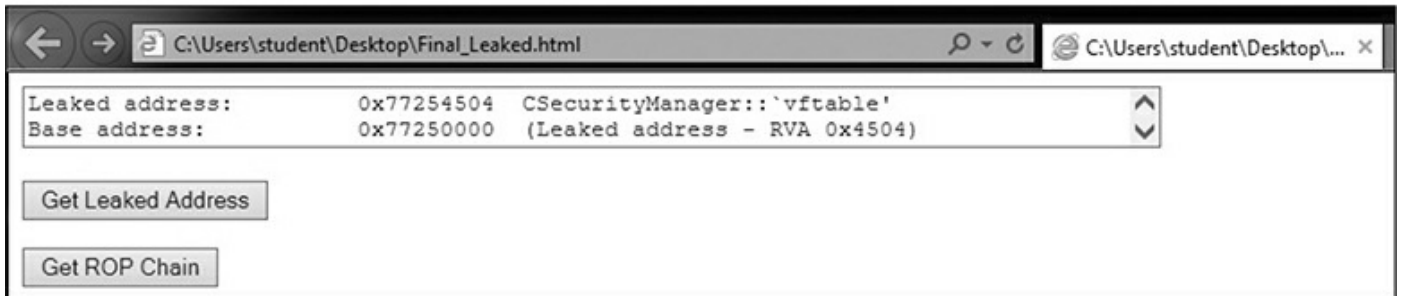 C:\Users\student\Desktop\Final_Leaked.html
C:\Users\student\Desktop\...
Leaked address: 0x77254504 CSecurityManager::`vftable'
Base address: 0x77250000 (Leaked address - RVA 0x4504)
Get Leaked Address
Get ROP Chain